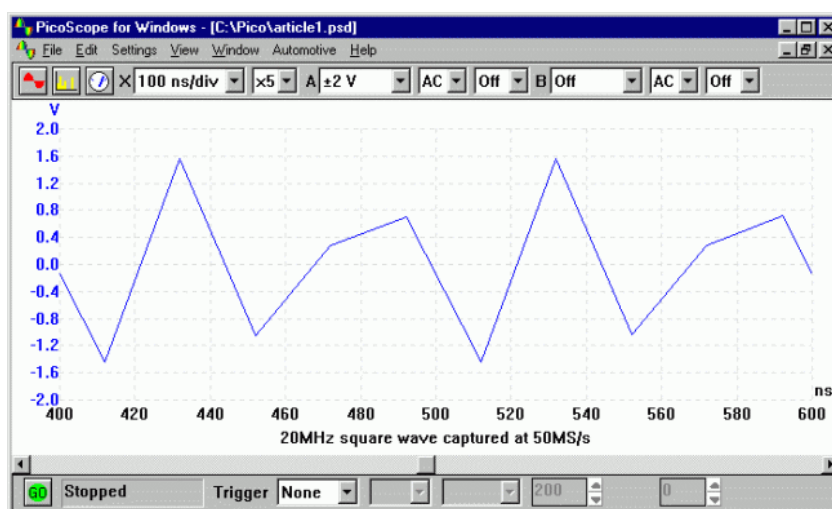 PicoScope for Windows - [C:\Pico\article1.psd]
File Edit Settings View Window Automotive Help
X 100 ns/div x5 A ±2 V AC Off B Off AC Off
V
2.0
1.6
1.2
0.8
0.4
0.0
-0.4
-0.8
-1.2
-1.6
-2.0
ns
400 420 440 460 480 500 520 540 560 580 600
20MHz square wave captured at 50MS/s
GO Stopped Trigger None 200 0